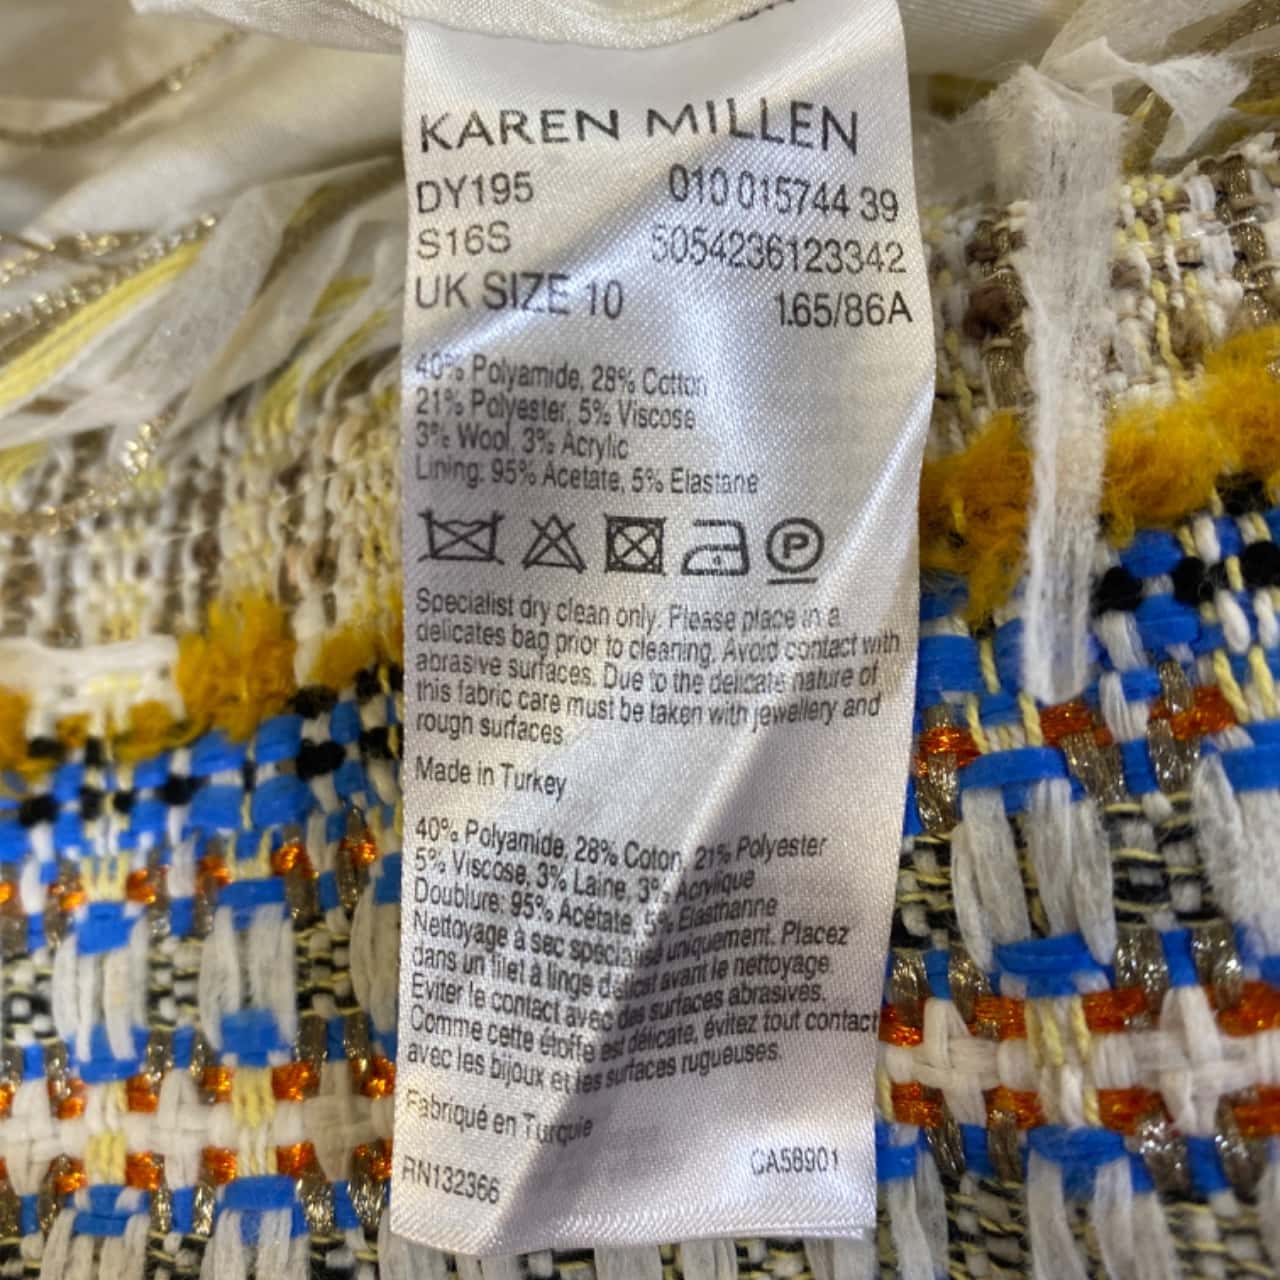 KAREN MILLEN
DY195 010 015744 39
S16S 5054236123342
UK SIZE 10 165/86A
40% Polyamide, 28% Cotton
21% Polyester, 5% Viscose
3% Wool, 3% Acrylic
Lining: 95% Acetate, 5% Elastane
P
Specialist dry clean only. Please place in a
delicates bag prior to cleaning. Avoid contact with
abrasive surfaces. Due to the delicate nature of
this fabric care must be taken with jewellery and
rough surfaces.
Made in Turkey
40% Polyamide, 28% Coton, 21% Polyester
5% Viscose, 3% Laine, 3% Acrylique
Doublure: 95% Acétate, 5% Elasthanne
Nettoyage à sec spécialisé uniquement. Placez
dans un filet à linge délicat avant le nettoyage.
Eviter le contact avec des surfaces abrasives.
Comme cette étoffe est délicate, évitez tout contact
avec les bijoux et les surfaces rugueuses.
Fabriqué en Turquie
RN132366 CA58901